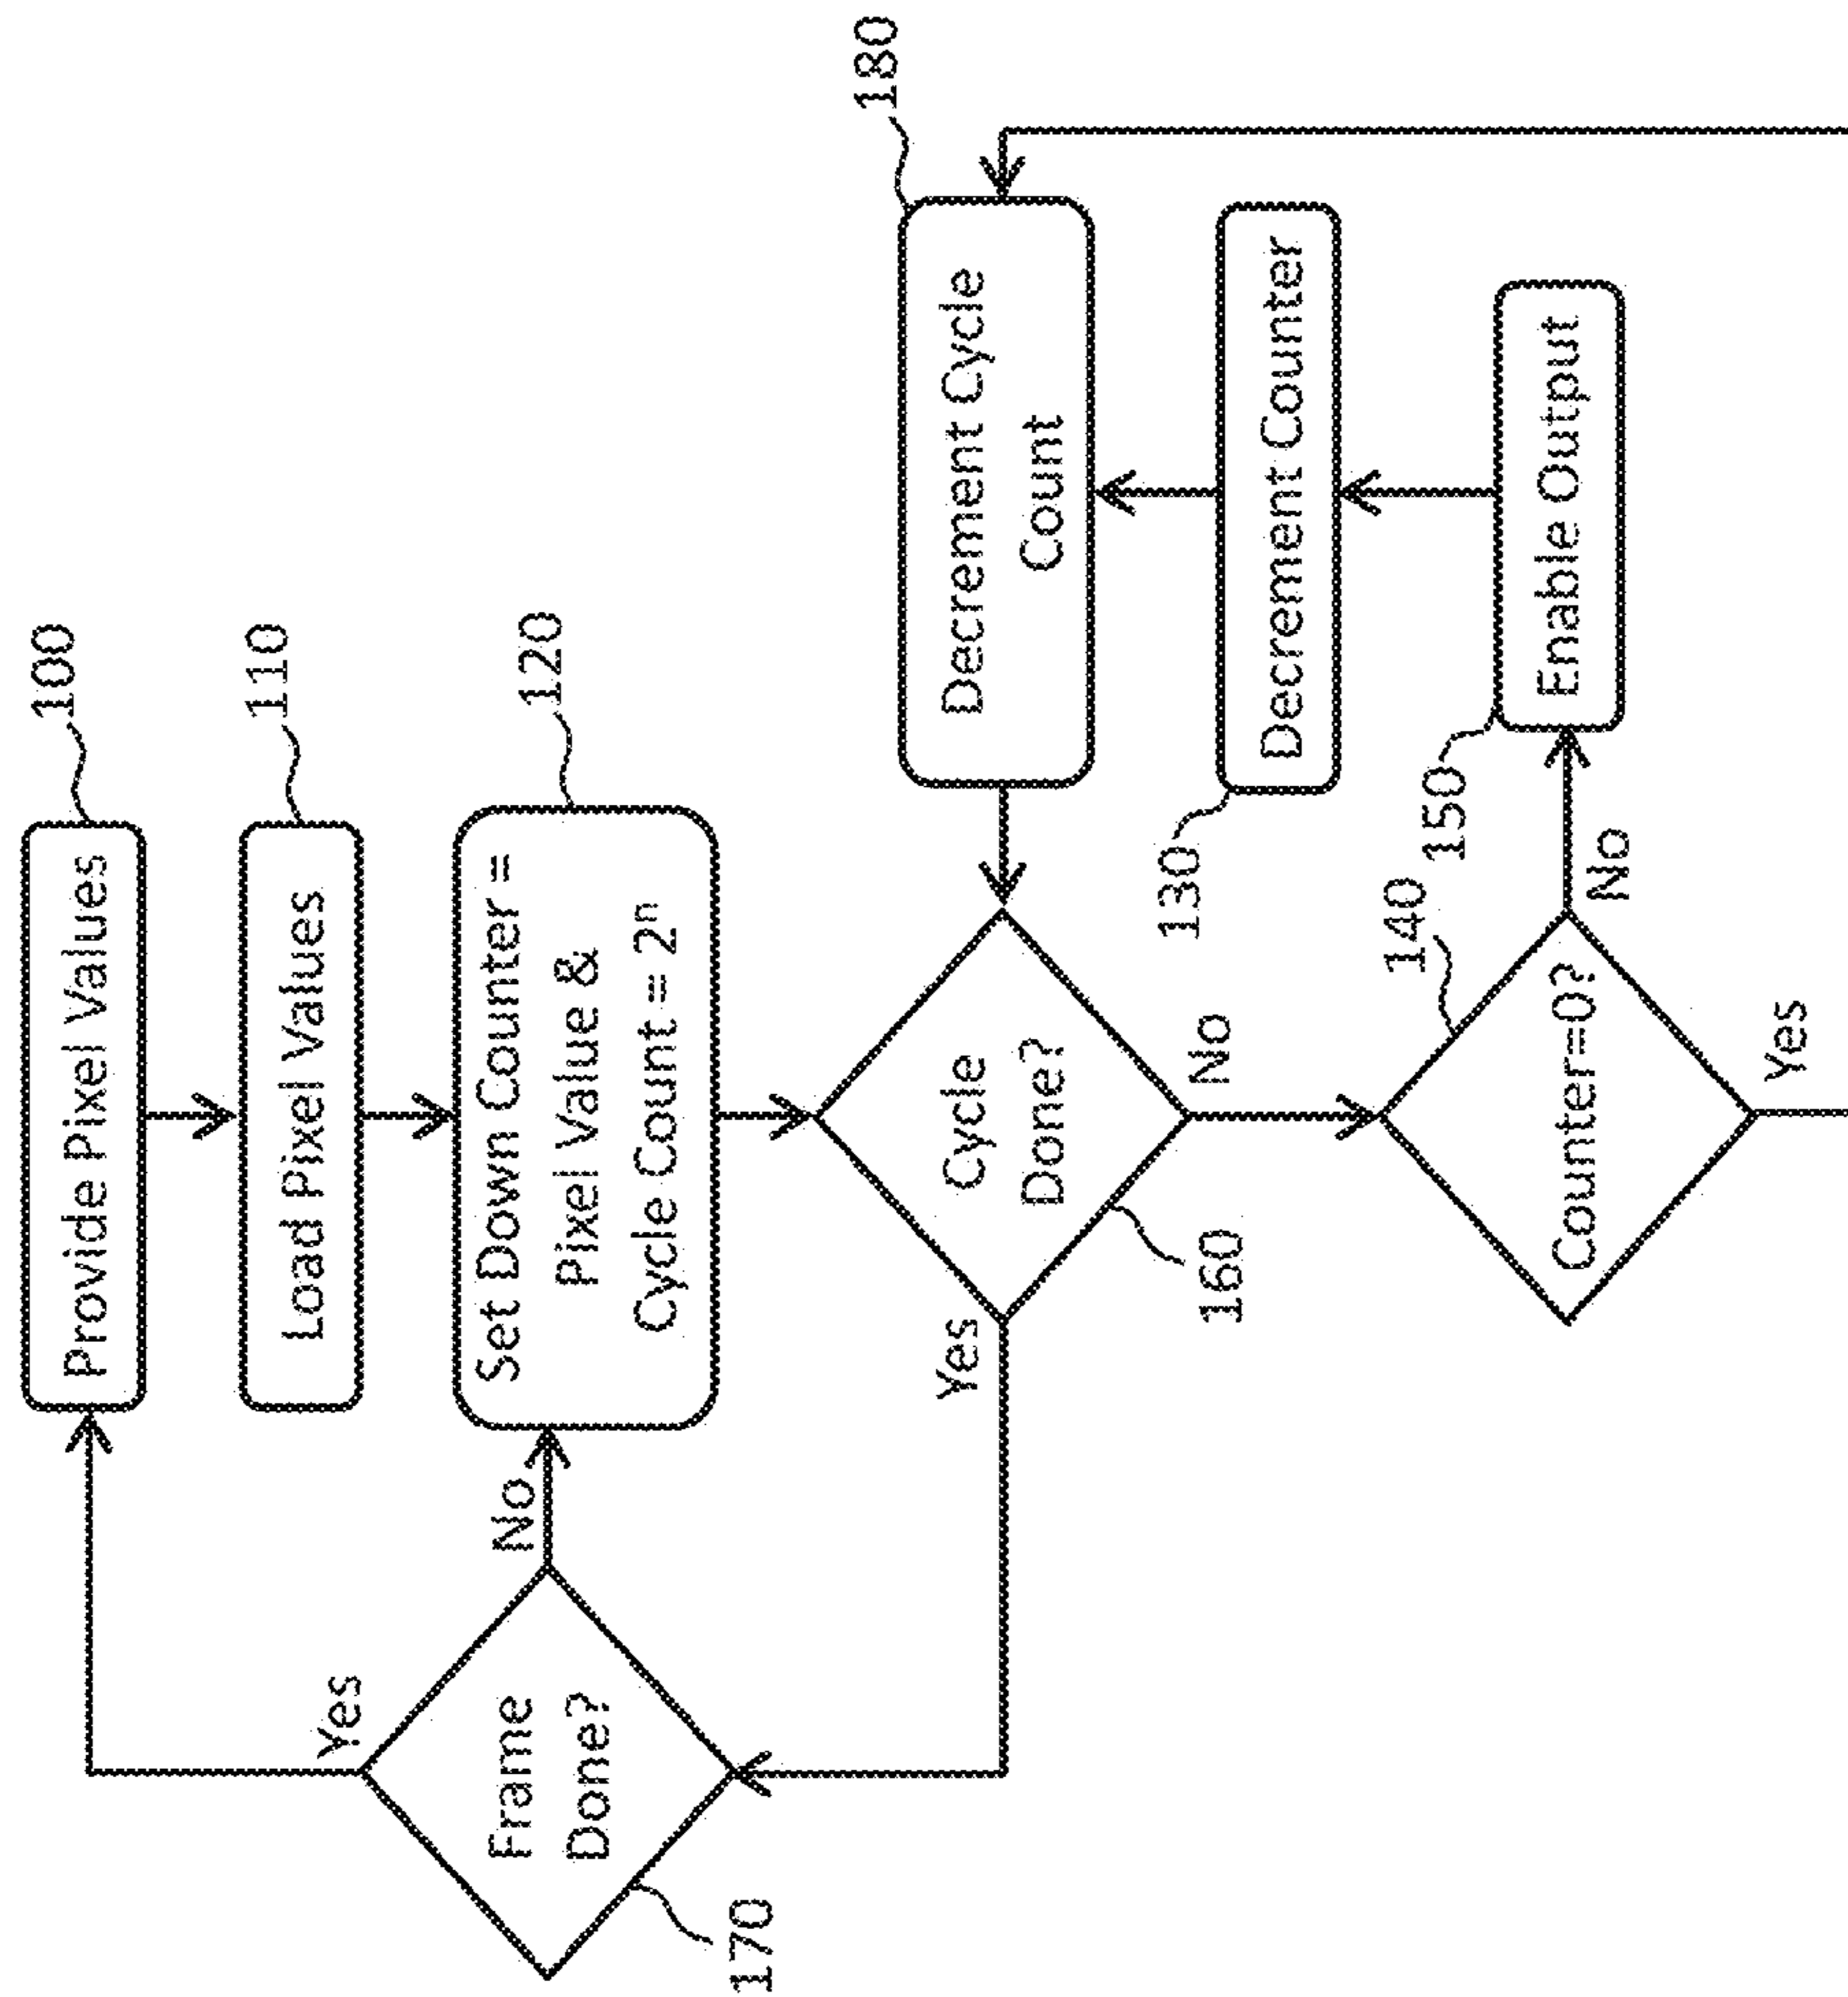 100
Provide Pixel Values
110
Load Pixel Values
120
Set Down Counter =
Pixel Value &
Cycle Count = 2ⁿ
Yes
Frame
Done?
No
170
Cycle
Done?
Yes
No
160
180
Decrement Cycle
Count
130
Decrement Counter
140
Counter=0?
No
Yes
150
Enable Output